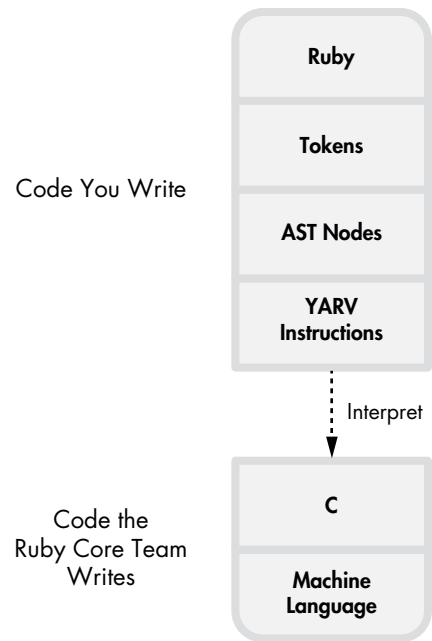 Ruby
Tokens
Code You Write
AST Nodes
YARV
Instructions
Interpret
C
Code the
Ruby Core Team
Writes
Machine
Language